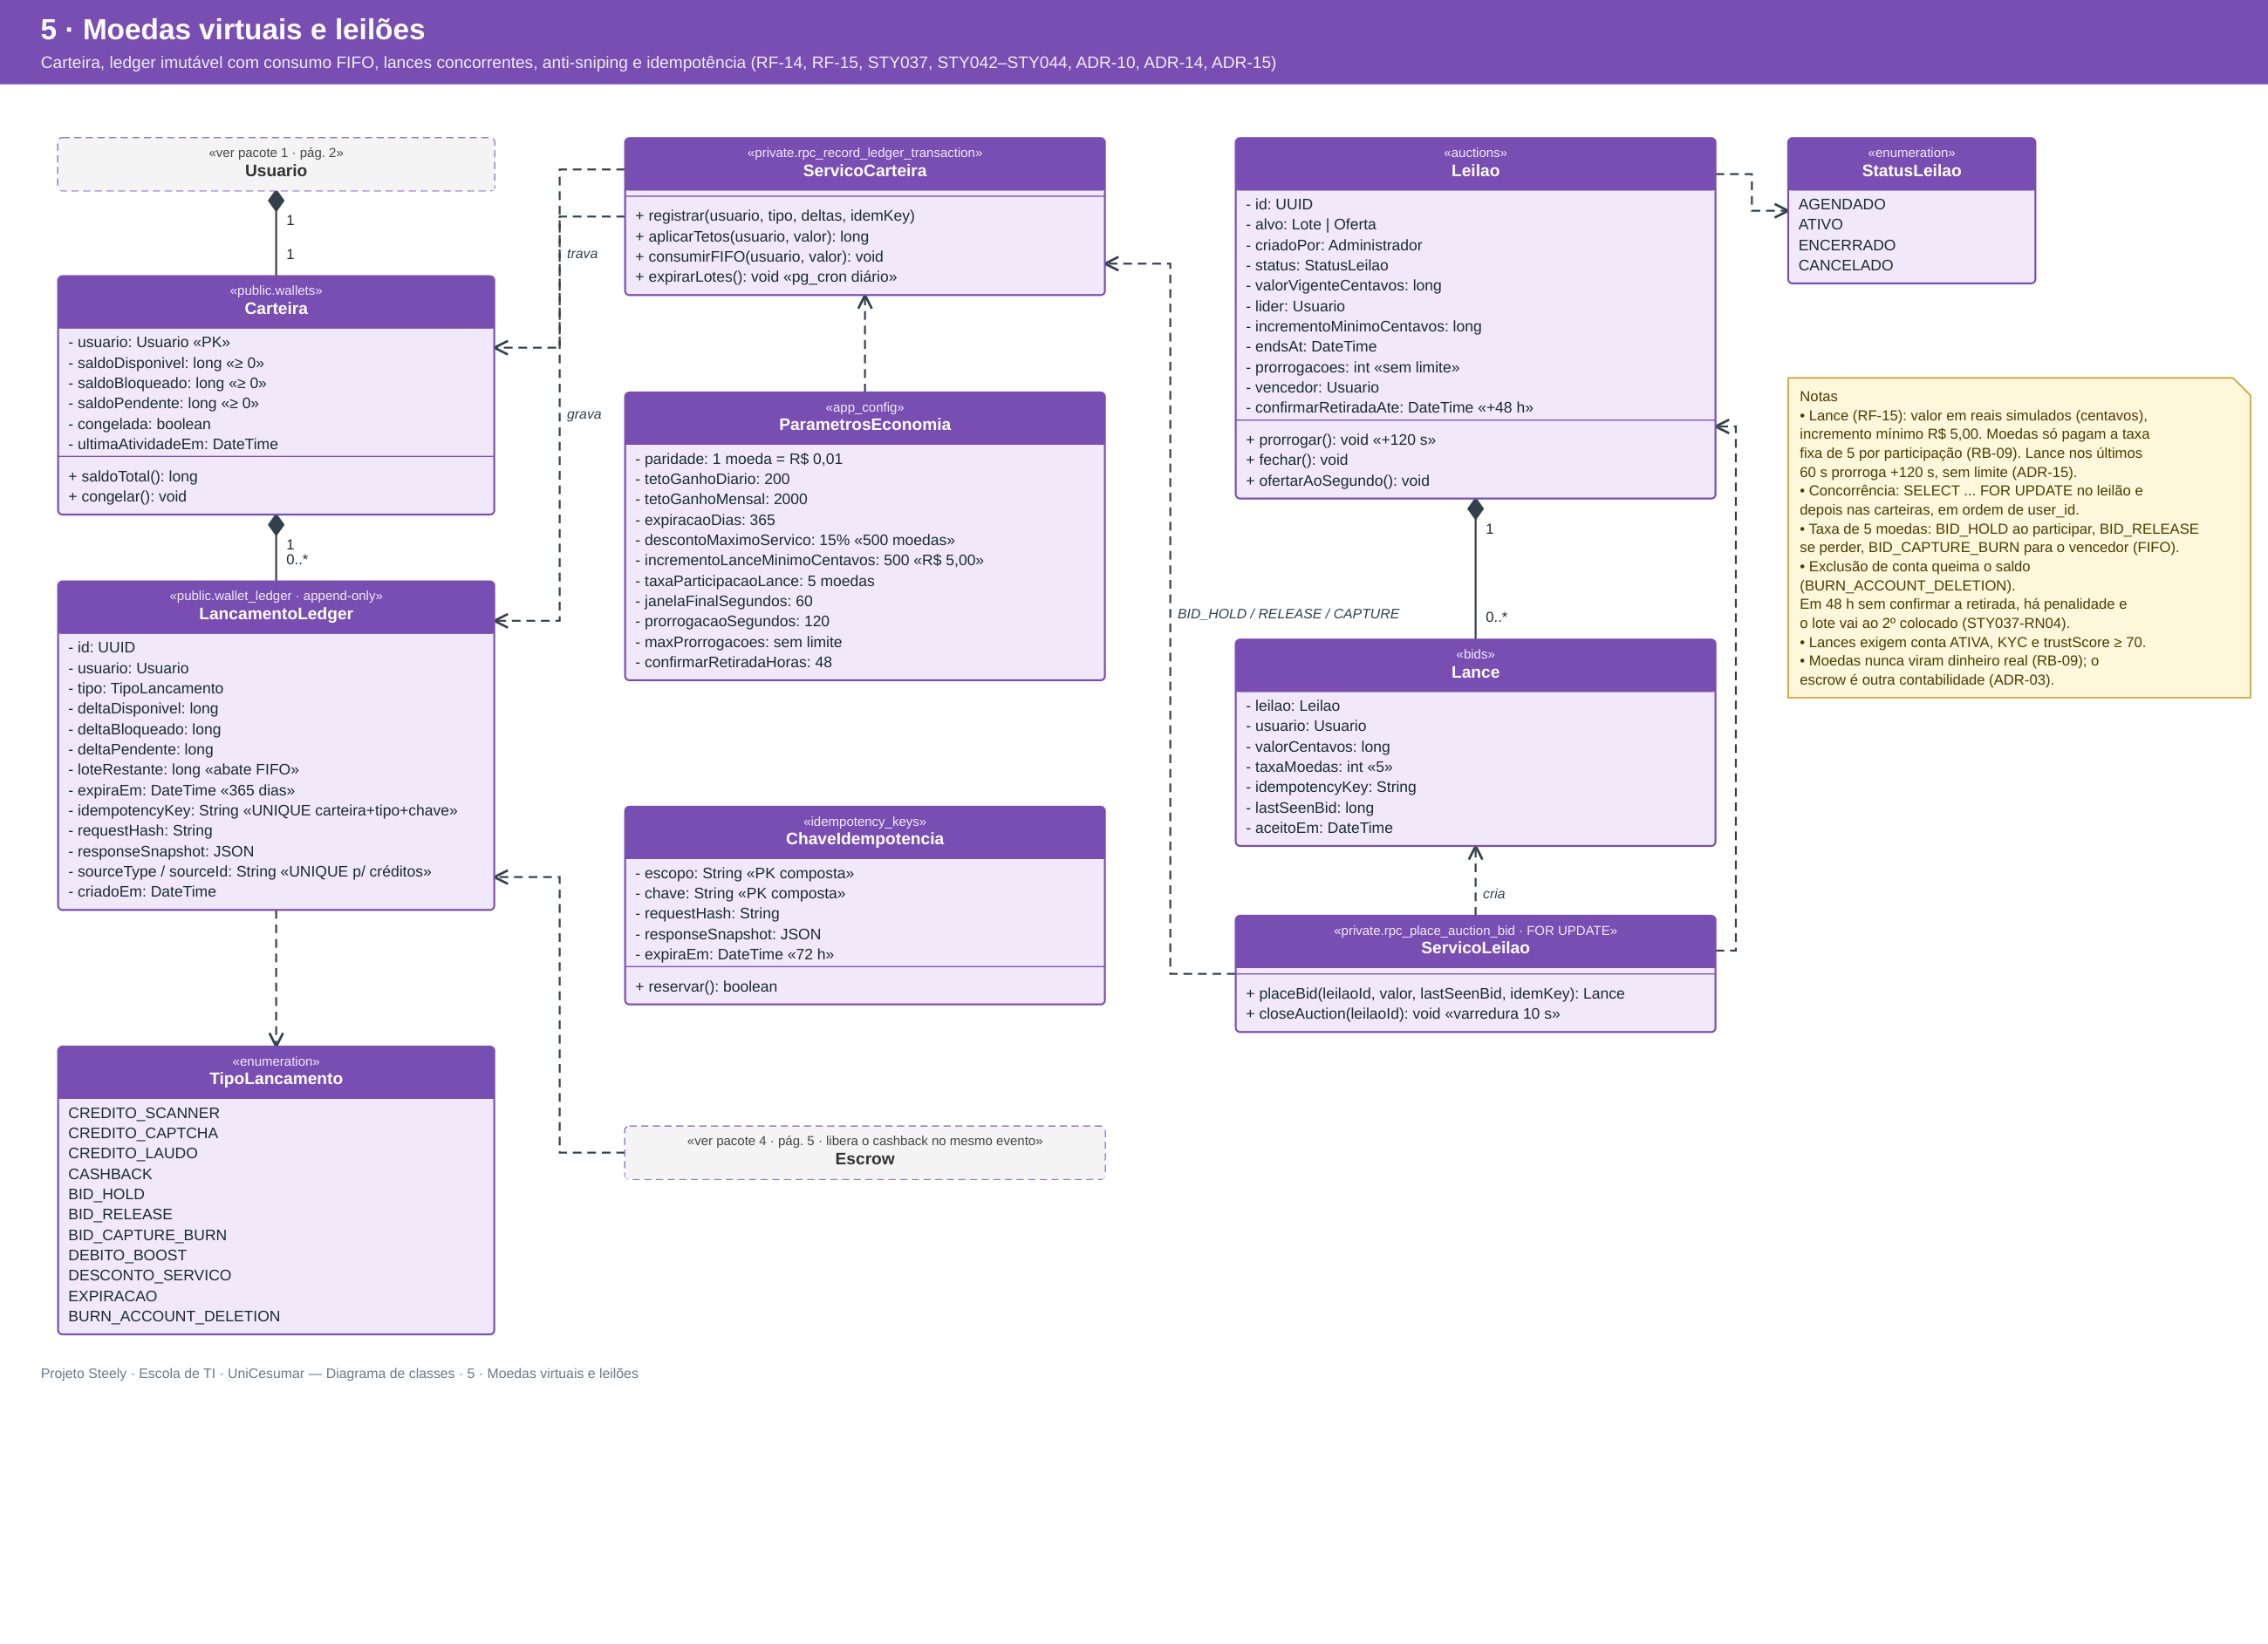 5 · Moedas virtuais e leilões
Carteira, ledger imutável com consumo FIFO, lances concorrentes, anti-sniping e idempotência (RF-14, RF-15, STY037, STY042–STY044, ADR-10, ADR-14, ADR-15)
«ver pacote 1 · pág. 2»
Usuario
1
1
«public.wallets»
Carteira
- usuario: Usuario «PK»
- saldoDisponivel: long «≥ 0»
- saldoBloqueado: long «≥ 0»
- saldoPendente: long «≥ 0»
- congelada: boolean
- ultimaAtividadeEm: DateTime
+ saldoTotal(): long
+ congelar(): void
1
0..*
«public.wallet_ledger · append-only»
LancamentoLedger
- id: UUID
- usuario: Usuario
- tipo: TipoLancamento
- deltaDisponivel: long
- deltaBloqueado: long
- deltaPendente: long
- loteRestante: long «abate FIFO»
- expiraEm: DateTime «365 dias»
- idempotencyKey: String «UNIQUE carteira+tipo+chave»
- requestHash: String
- responseSnapshot: JSON
- sourceType / sourceId: String «UNIQUE p/ créditos»
- criadoEm: DateTime
«enumeration»
TipoLancamento
CREDITO_SCANNER
CREDITO_CAPTCHA
CREDITO_LAUDO
CASHBACK
BID_HOLD
BID_RELEASE
BID_CAPTURE_BURN
DEBITO_BOOST
DESCONTO_SERVICO
EXPIRACAO
BURN_ACCOUNT_DELETION
trava
grava
«private.rpc_record_ledger_transaction»
ServicoCarteira
+ registrar(usuario, tipo, deltas, idemKey)
+ aplicarTetos(usuario, valor): long
+ consumirFIFO(usuario, valor): void
+ expirarLotes(): void «pg_cron diário»
«app_config»
ParametrosEconomia
- paridade: 1 moeda = R$ 0,01
- tetoGanhoDiario: 200
- tetoGanhoMensal: 2000
- expiracaoDias: 365
- descontoMaximoServico: 15% «500 moedas»
- incrementoLanceMinimoCentavos: 500 «R$ 5,00»
- taxaParticipacaoLance: 5 moedas
- janelaFinalSegundos: 60
- prorrogacaoSegundos: 120
- maxProrrogacoes: sem limite
- confirmarRetiradaHoras: 48
«idempotency_keys»
ChaveIdempotencia
- escopo: String «PK composta»
- chave: String «PK composta»
- requestHash: String
- responseSnapshot: JSON
- expiraEm: DateTime «72 h»
+ reservar(): boolean
«ver pacote 4 · pág. 5 · libera o cashback no mesmo evento»
Escrow
BID_HOLD / RELEASE / CAPTURE
«auctions»
Leilao
- id: UUID
- alvo: Lote | Oferta
- criadoPor: Administrador
- status: StatusLeilao
- valorVigenteCentavos: long
- lider: Usuario
- incrementoMinimoCentavos: long
- endsAt: DateTime
- prorrogacoes: int «sem limite»
- vencedor: Usuario
- confirmarRetiradaAte: DateTime «+48 h»
+ prorrogar(): void «+120 s»
+ fechar(): void
+ ofertarAoSegundo(): void
1
0..*
«bids»
Lance
- leilao: Leilao
- usuario: Usuario
- valorCentavos: long
- taxaMoedas: int «5»
- idempotencyKey: String
- lastSeenBid: long
- aceitoEm: DateTime
cria
«private.rpc_place_auction_bid · FOR UPDATE»
ServicoLeilao
+ placeBid(leilaoId, valor, lastSeenBid, idemKey): Lance
+ closeAuction(leilaoId): void «varredura 10 s»
«enumeration»
StatusLeilao
AGENDADO
ATIVO
ENCERRADO
CANCELADO
Notas
• Lance (RF-15): valor em reais simulados (centavos),
incremento mínimo R$ 5,00. Moedas só pagam a taxa
fixa de 5 por participação (RB-09). Lance nos últimos
60 s prorroga +120 s, sem limite (ADR-15).
• Concorrência: SELECT ... FOR UPDATE no leilão e
depois nas carteiras, em ordem de user_id.
• Taxa de 5 moedas: BID_HOLD ao participar, BID_RELEASE
se perder, BID_CAPTURE_BURN para o vencedor (FIFO).
• Exclusão de conta queima o saldo
(BURN_ACCOUNT_DELETION).
Em 48 h sem confirmar a retirada, há penalidade e
o lote vai ao 2º colocado (STY037-RN04).
• Lances exigem conta ATIVA, KYC e trustScore ≥ 70.
• Moedas nunca viram dinheiro real (RB-09); o
escrow é outra contabilidade (ADR-03).
Projeto Steely · Escola de TI · UniCesumar — Diagrama de classes · 5 · Moedas virtuais e leilões